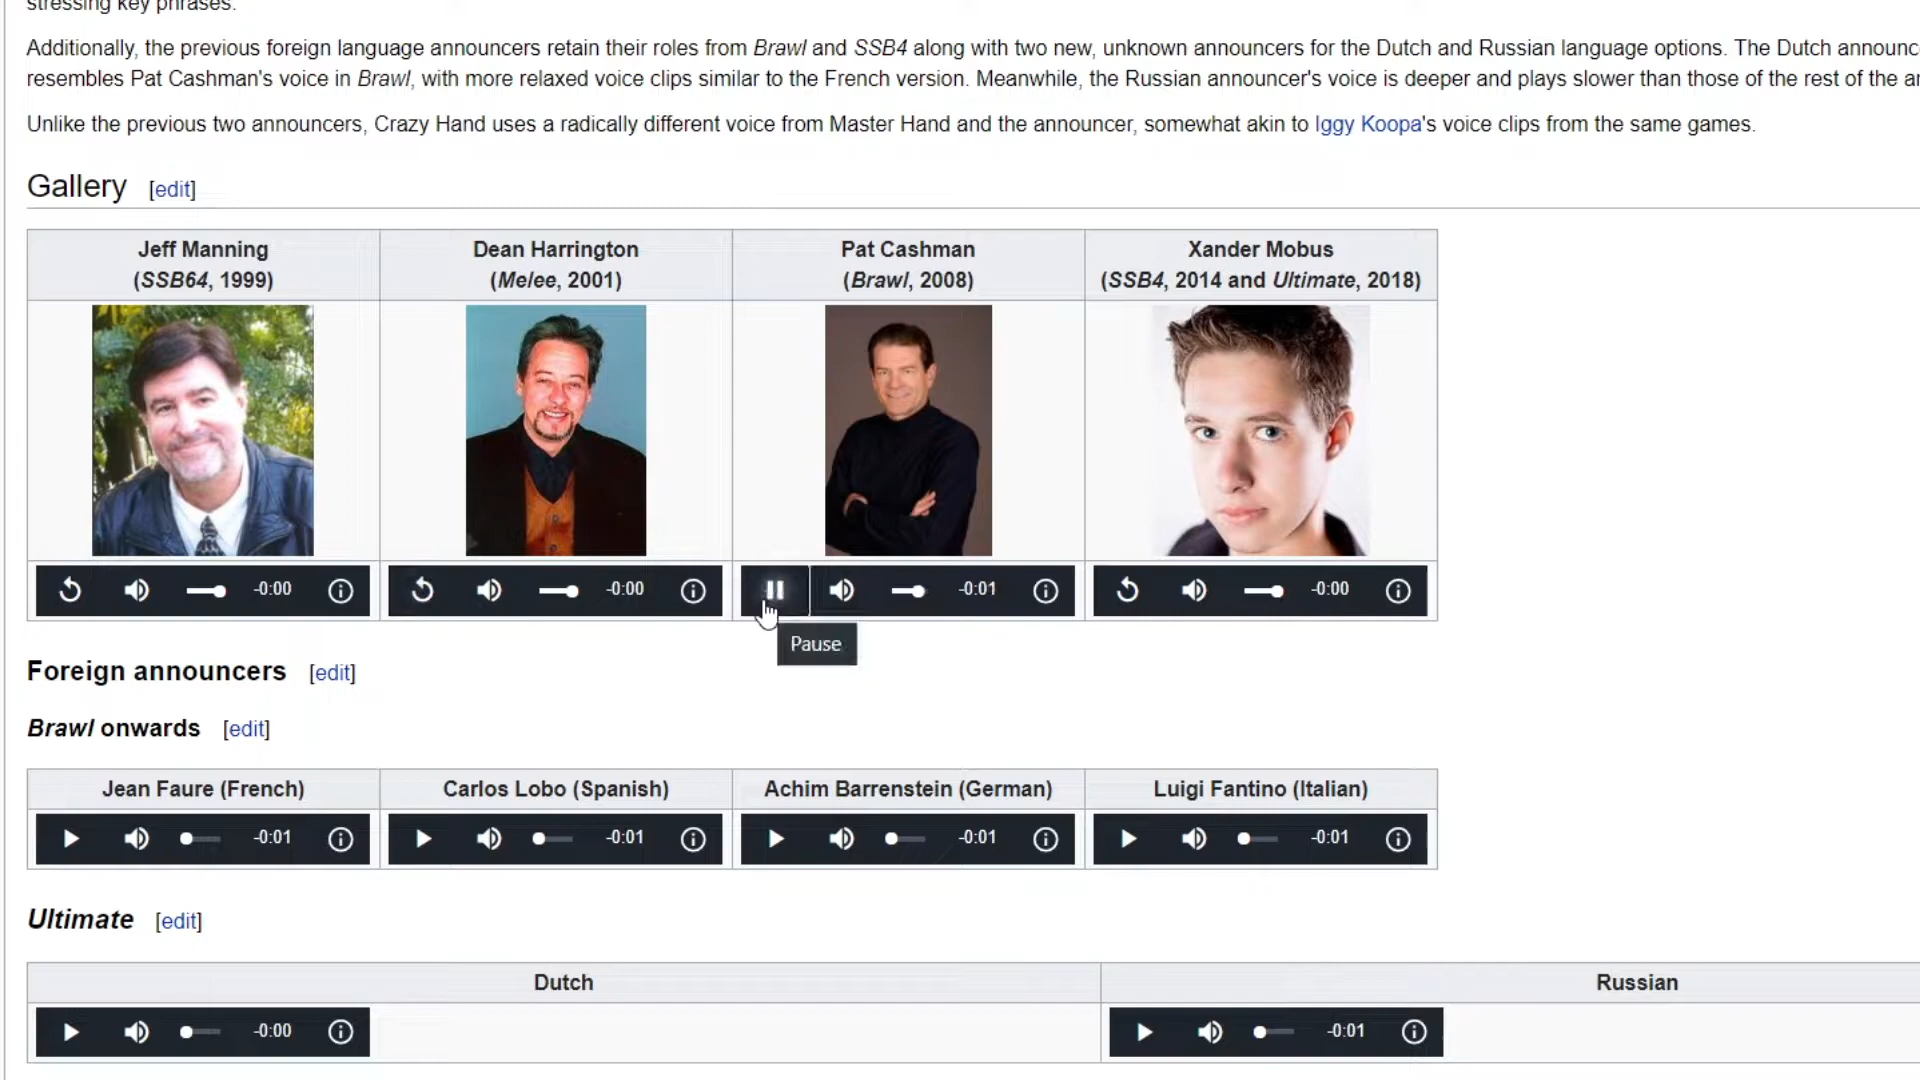 stressing key phrases.
Additionally, the previous foreign language announcers retain their roles from Brawl and SSB4 along with two new, unknown announcers for the Dutch and Russian language options. The Dutch announc
resembles Pat Cashman's voice in Brawl, with more relaxed voice clips similar to the French version. Meanwhile, the Russian announcer's voice is deeper and plays slower than those of the rest of the
Unlike the previous two announcers, Crazy Hand uses a radically different voice from Master Hand and the announcer, somewhat akin to Iggy Koopa's voice clips from the same games.
Gallery [edit]
Jeff Manning
(SSB64, 1999)
Dean Harrington
(Melee, 2001)
Pat Cashman
(Brawl, 2008)
Xander Mobus
(SSB4, 2014 and Ultimate, 2018)
-0:00
-0:00
-0:01
-0:00
Pause
Foreign announcers [edit]
Brawl onwards [edit]
Jean Faure (French)
Carlos Lobo (Spanish)
Achim Barrenstein (German)
Luigi Fantino (Italian)
-0:01
-0:01
-0:01
-0:01
Ultimate [edit]
Dutch
Russian
-0:00
-0:01